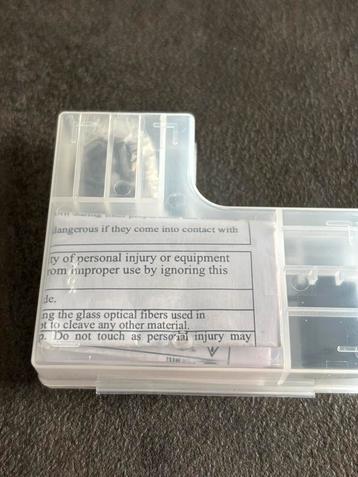 dangerous if they come into contact with
ty of personal injury or equipment
rom improper use by ignoring this
de.
ng the glass optical fibers used in
pt to cleave any other material.
p. Do not touch as personal injury may